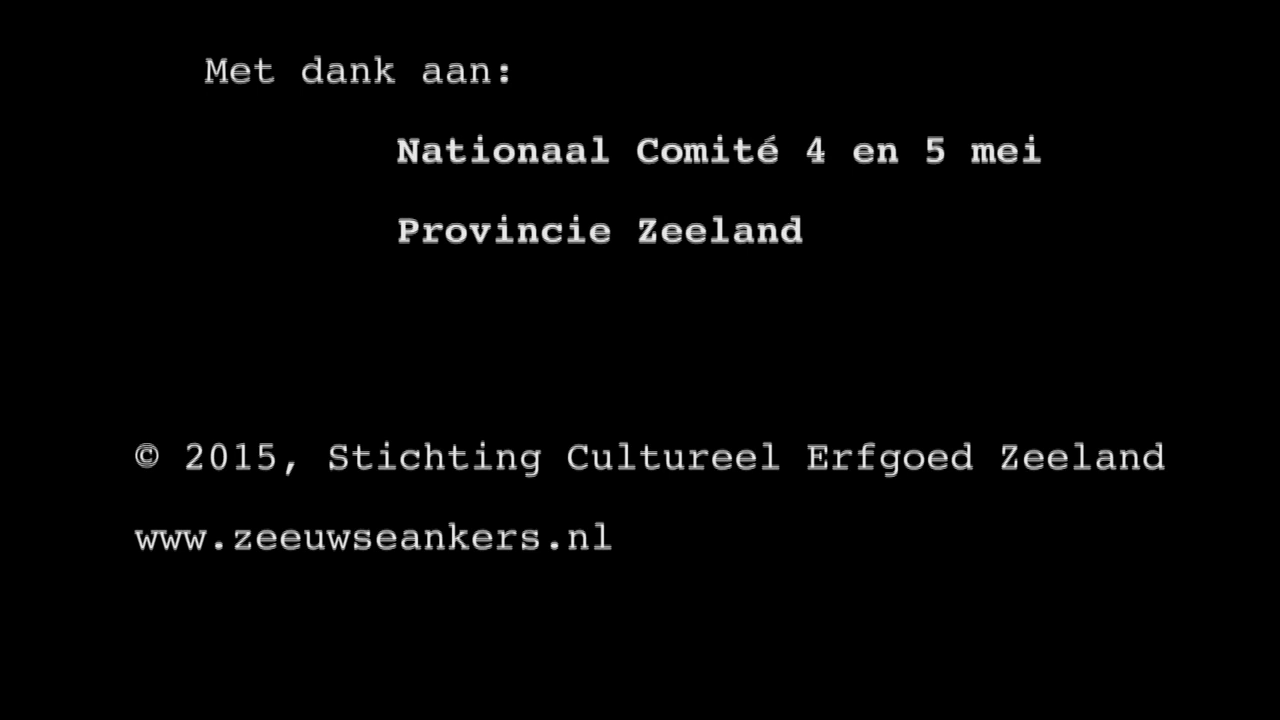 Met dank aan:
Nationaal Comité 4 en 5 mei
Provincie Zeeland
© 2015, Stichting Cultureel Erfgoed Zeeland
www.zeeuwseankers.nl